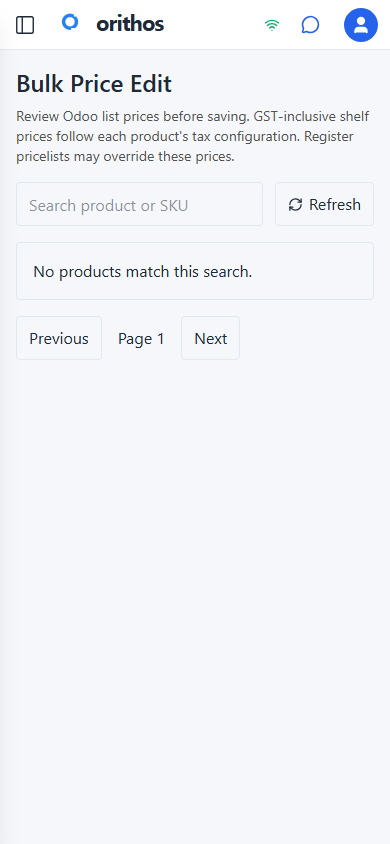 orithos
Bulk Price Edit
Review Odoo list prices before saving. GST-inclusive shelf
prices follow each product's tax configuration. Register
pricelists may override these prices.
Search product or SKU
Refresh
No products match this search.
Previous
Page 1
Next